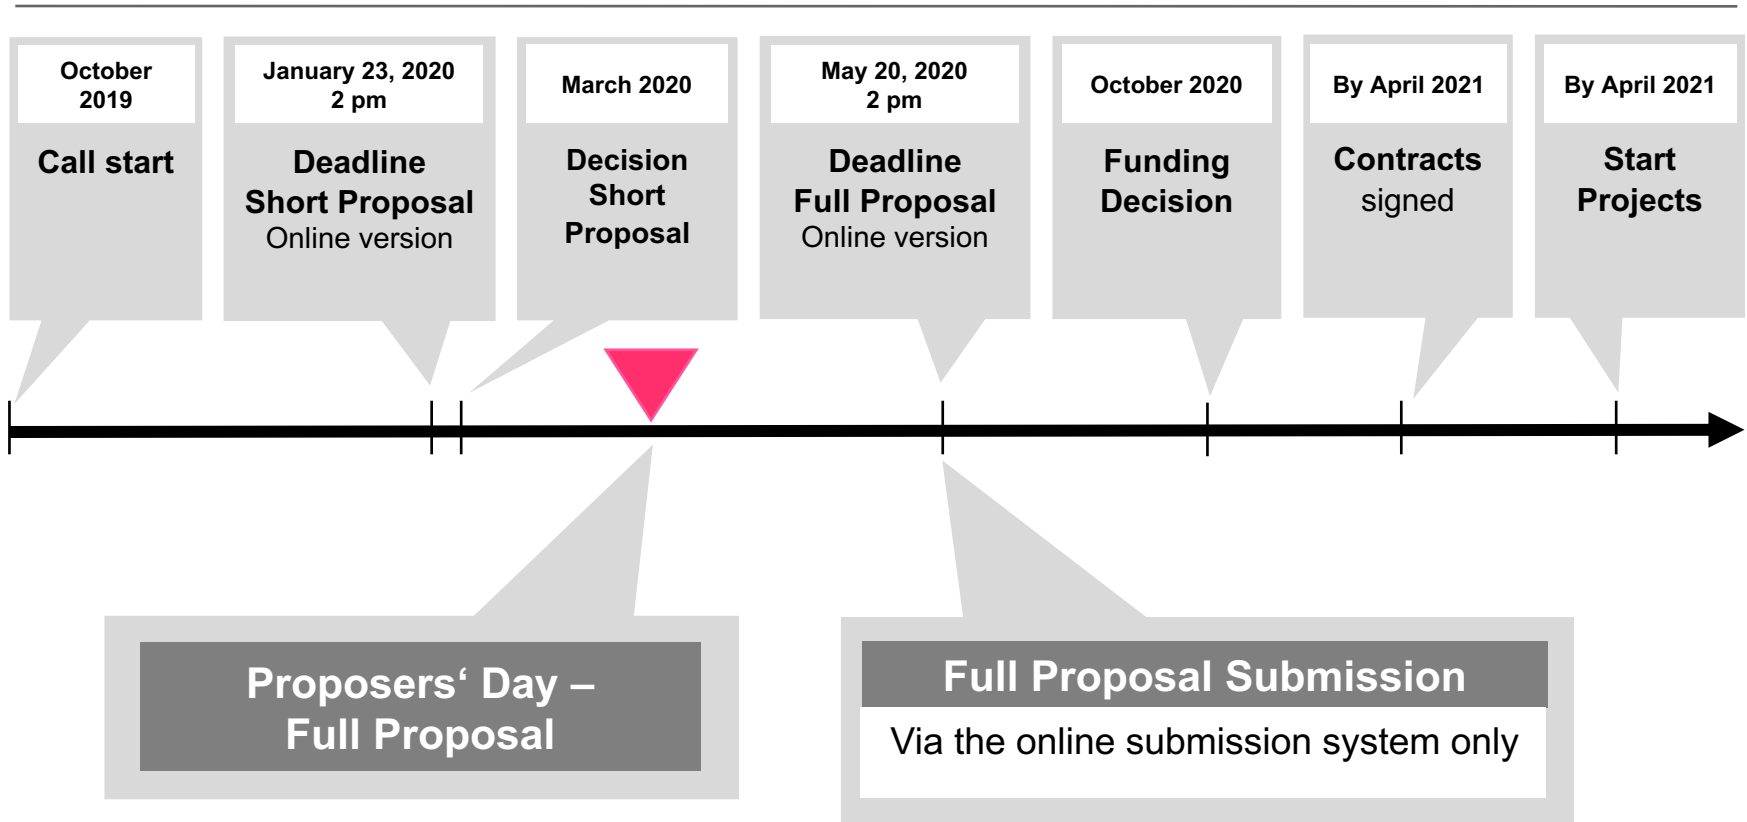 October
2019
Call start
January 23, 2020
2 pm
Deadline
Short Proposal
Online version
March 2020
Decision
Short
Proposal
May 20, 2020
2 pm
Deadline
Full Proposal
Online version
October 2020
Funding
Decision
By April 2021
Contracts
signed
By April 2021
Start
Projects
Proposers‘ Day –
Full Proposal
Full Proposal Submission
Via the online submission system only